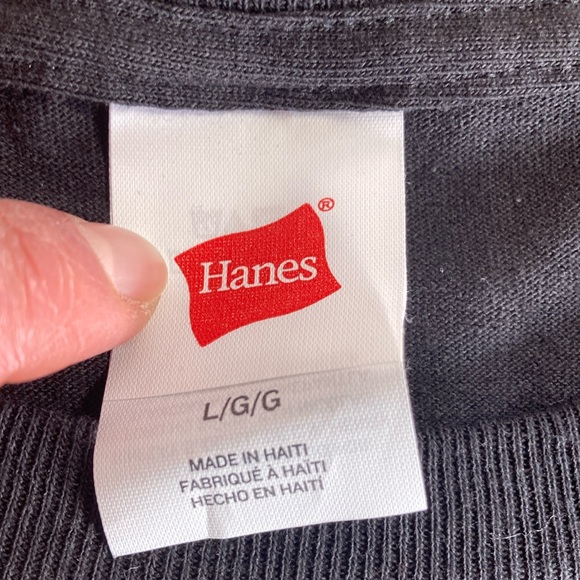 Hanes®
L/G/G
MADE IN HAITI
FABRIQUÉ À HAÏTI
HECHO EN HAITÍ